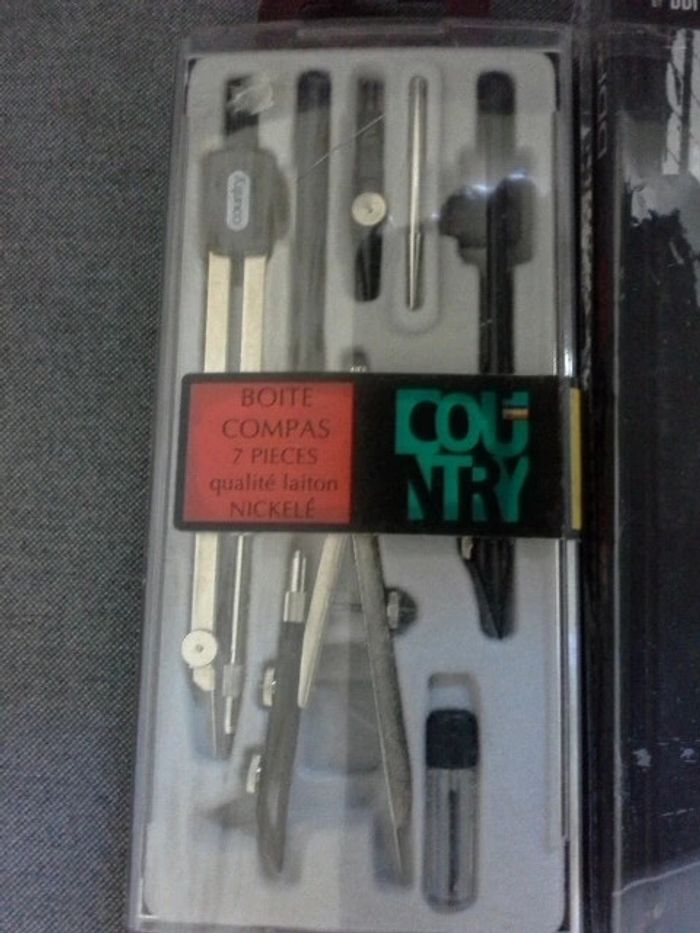 BOITE
COMPAS
7 PIECES
qualité laiton
NICKELÉ
COU
NTRY